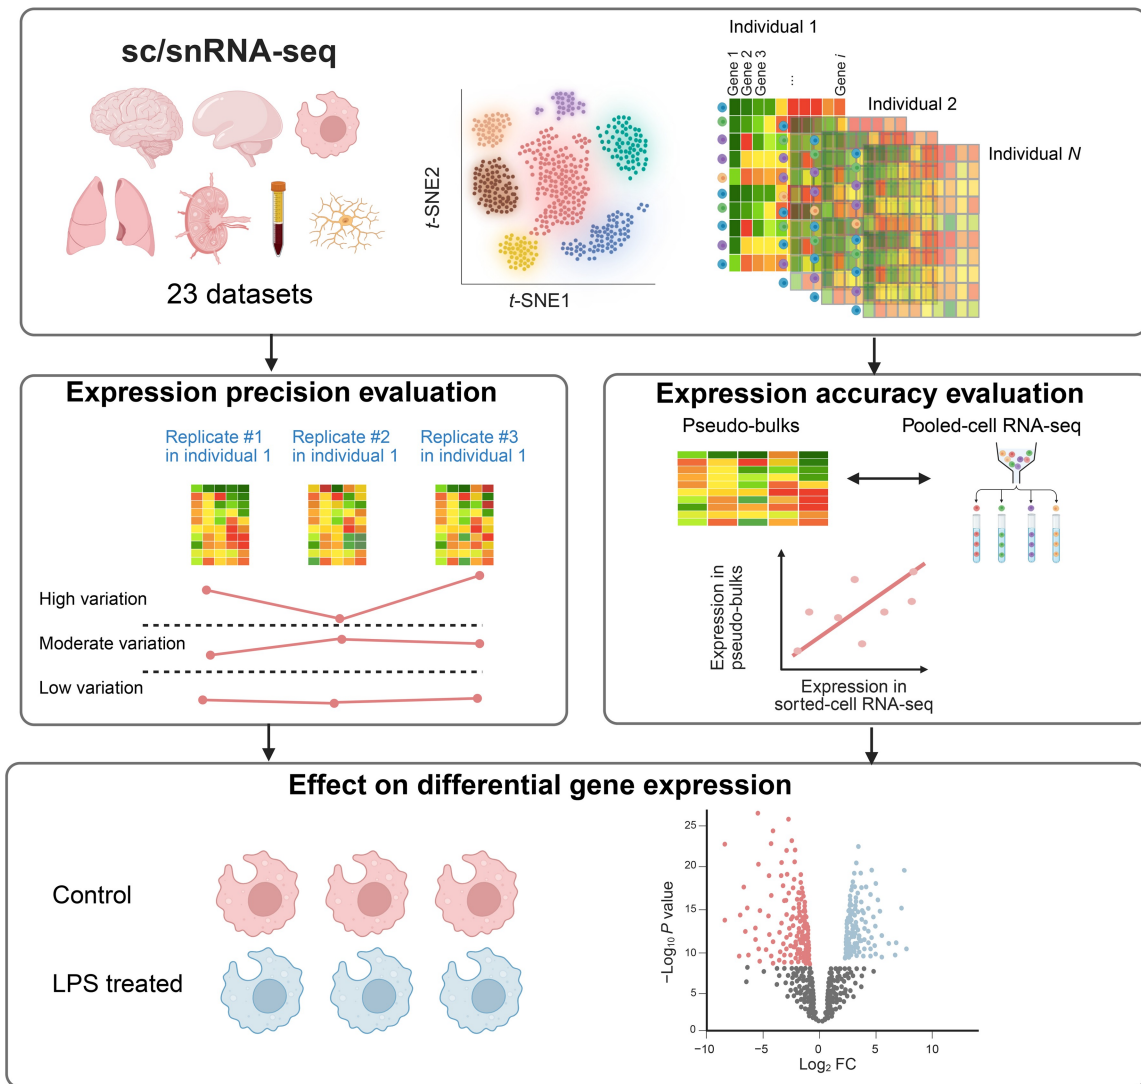 sc/snRNA-seq
23 datasets
t-SNE2
t-SNE1
Individual 1
Gene 1
Gene 2
Gene 3
...
Gene i
Individual 2
Individual N
Expression precision evaluation
Replicate #1
in individual 1
Replicate #2
in individual 1
Replicate #3
in individual 1
High variation
Moderate variation
Low variation
Expression accuracy evaluation
Pseudo-bulks
Pooled-cell RNA-seq
Expression in
pseudo-bulks
Expression in
sorted-cell RNA-seq
Effect on differential gene expression
Control
LPS treated
−Log₁₀ P value
25
20
15
10
5
0
−10
−5
0
5
10
Log₂ FC